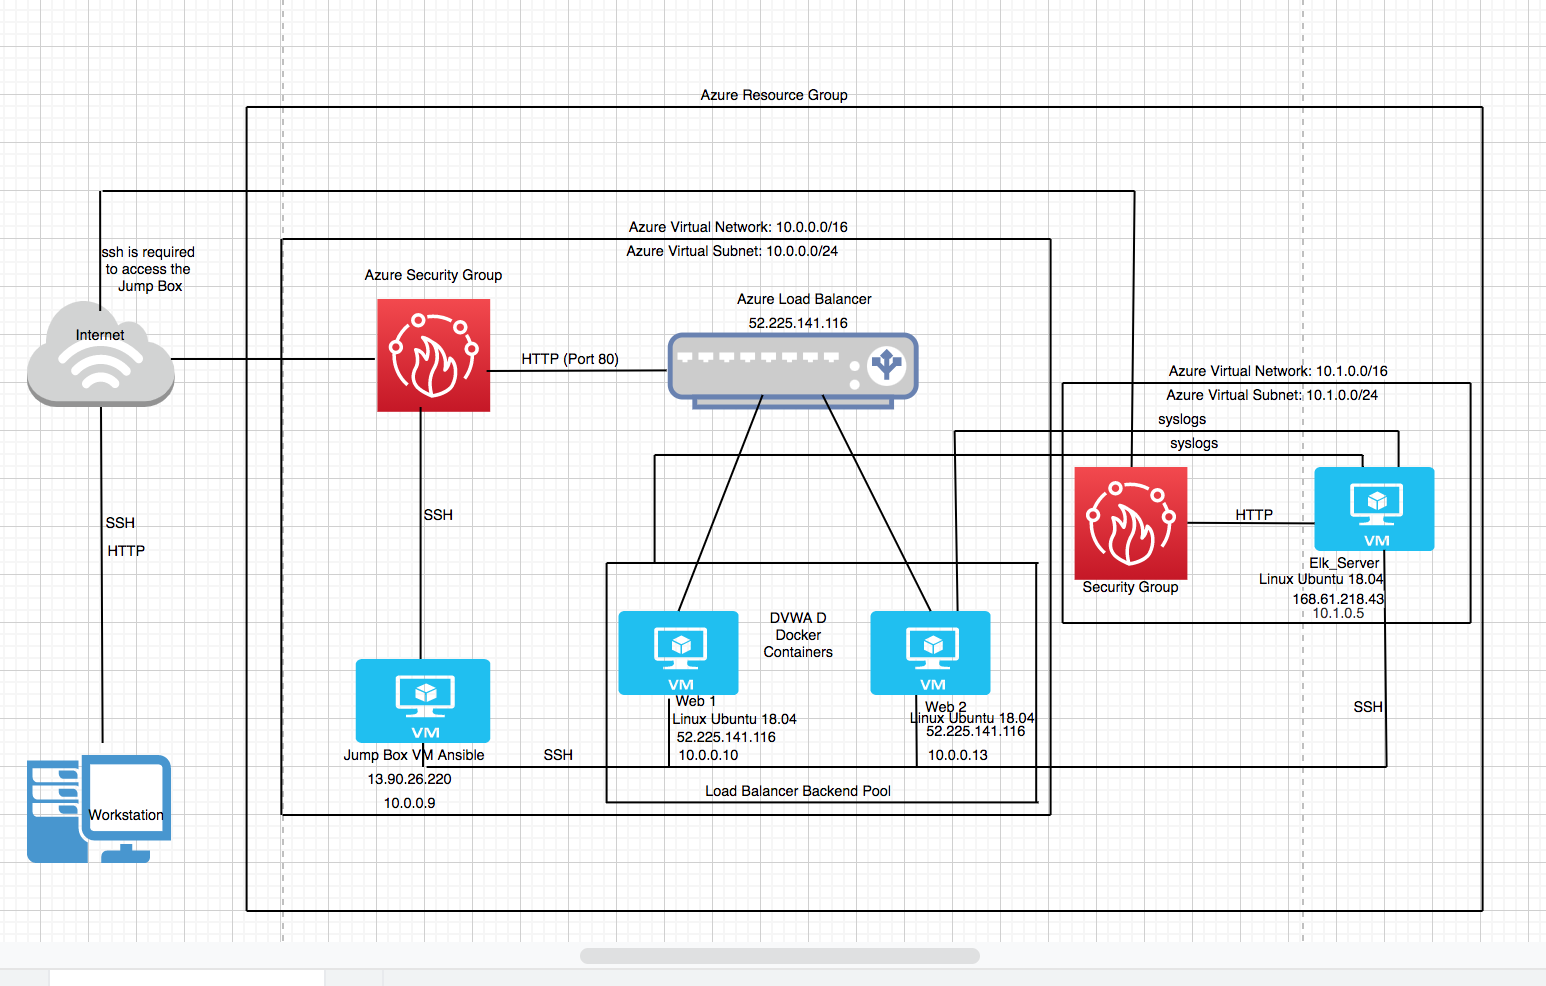 Azure Resource Group
Azure Virtual Network: 10.0.0.0/16
Azure Virtual Subnet: 10.0.0.0/24
ssh is required
to access the
Jump Box
Internet
Azure Security Group
Azure Load Balancer
52.225.141.116
HTTP (Port 80)
Azure Virtual Network: 10.1.0.0/16
Azure Virtual Subnet: 10.1.0.0/24
syslogs
syslogs
SSH
HTTP
SSH
HTTP
VM
Elk_Server
Linux Ubuntu 18.04
168.61.218.43
10.1.0.5
Security Group
DVWA D
Docker
Containers
VM
Web 1
Linux Ubuntu 18.04
52.225.141.116
10.0.0.10
VM
Web 2
Linux Ubuntu 18.04
52.225.141.116
10.0.0.13
SSH
VM
Jump Box VM Ansible
13.90.26.220
10.0.0.9
SSH
Load Balancer Backend Pool
Workstation